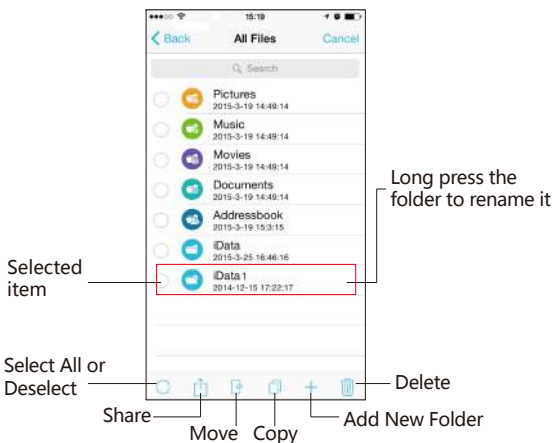 15:19
Back All Files Cancel
Search
Pictures
2015-3-19 14:49:14
Music
2015-3-19 14:49:14
Movies
2015-3-19 14:49:14
Documents
2015-3-19 14:49:14
Addressbook
2015-3-19 15:3:15
iData
2015-3-25 16:46:16
iData 1
2014-12-15 17:22:17
Long press the
folder to rename it
Selected
item
Select All or
Deselect
Delete
Share
Add New Folder
Move Copy